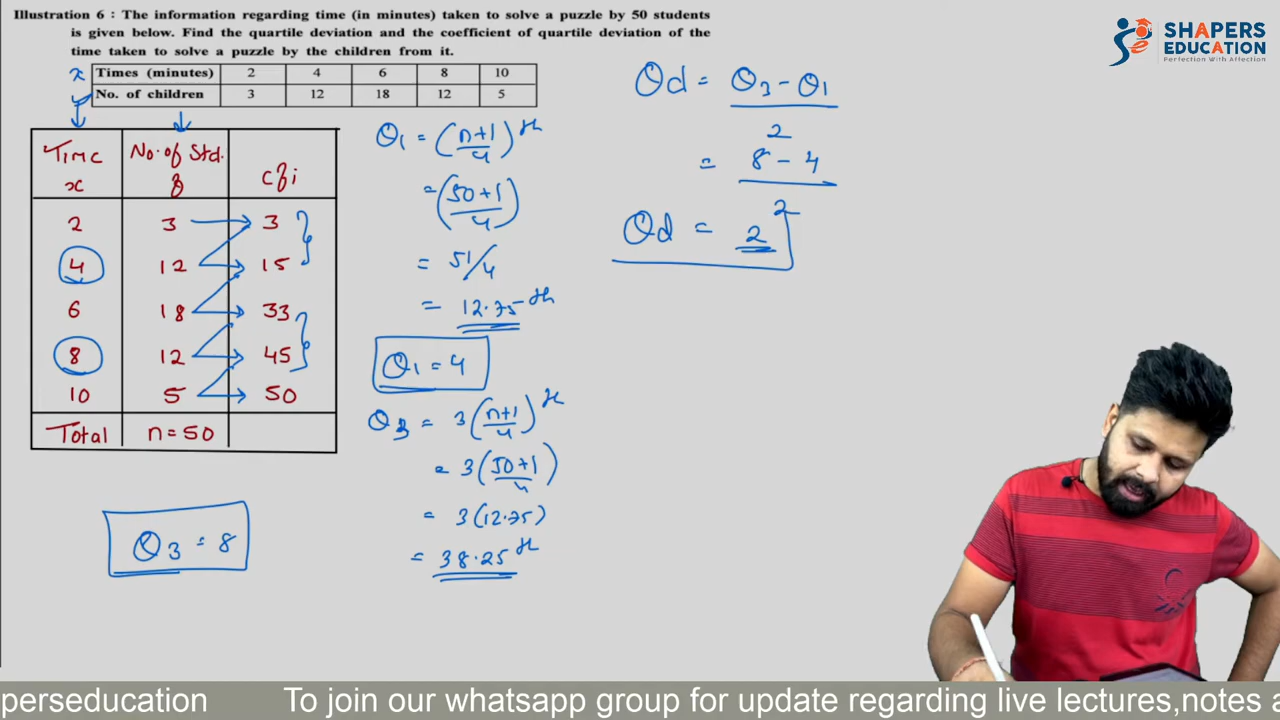 Illustration 6 : The information regarding time (in minutes) taken to solve a puzzle by 50 students
is given below. Find the quartile deviation and the coefficient of quartile deviation of the
time taken to solve a puzzle by the children from it.
x Times (minutes) 2 4 6 8 10
No. of children 3 12 18 12 5
Time No. of Std.
x f cfi
2 3 3
4 12 15
6 18 33
8 12 45
10 5 50
Total n = 50
Q3 = 8
Q1 = (n+1/4)th
= (50+1/4)
= 51/4
= 12.75th
Q1 = 4
Q3 = 3(n+1/4)th
= 3(50+1/4)
= 3(12.75)
= 38.25th
Qd = Q3 - Q1
2
= 8 - 4
2
Qd = 2
SHAPERS
EDUCATION
Perfection With Affection
perseducation To join our whatsapp group for update regarding live lectures,notes a